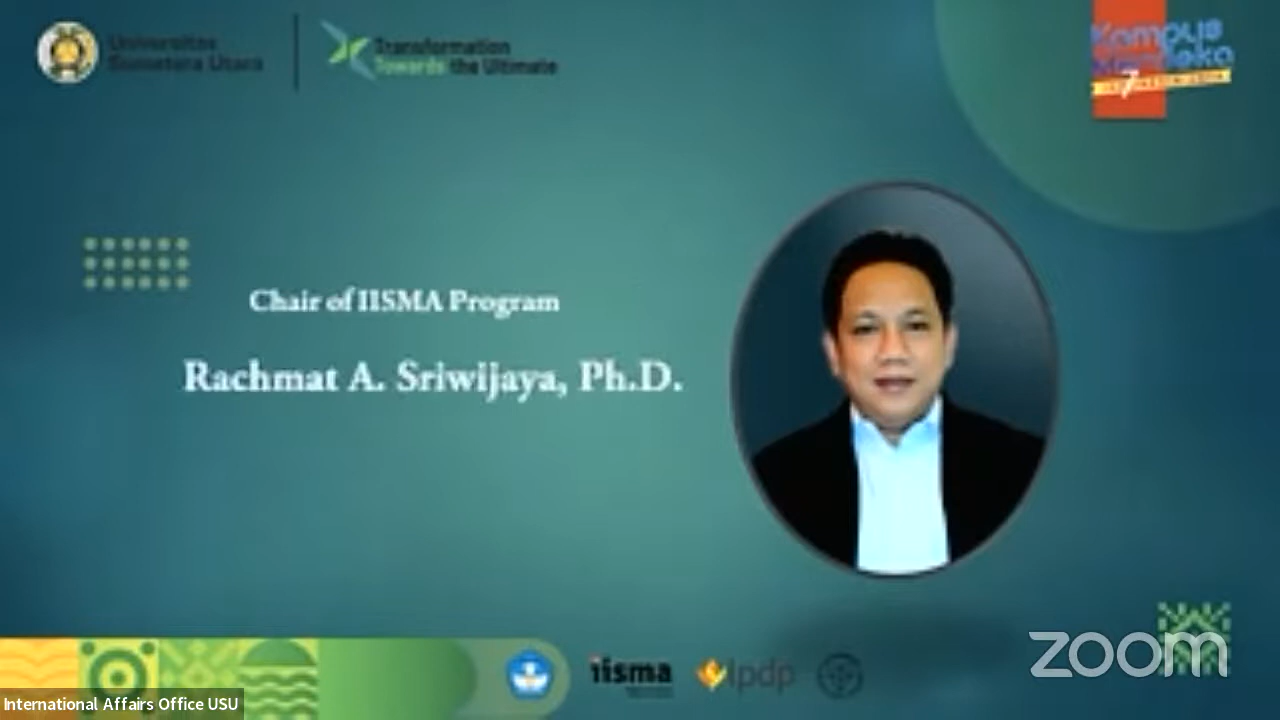 Universitas
Sumatera Utara
Transformation
Towards the Ultimate
Kampus
Merdeka
Chair of IISMA Program
Rachmat A. Sriwijaya, Ph.D.
iisma
lpdp
zoom
International Affairs Office USU